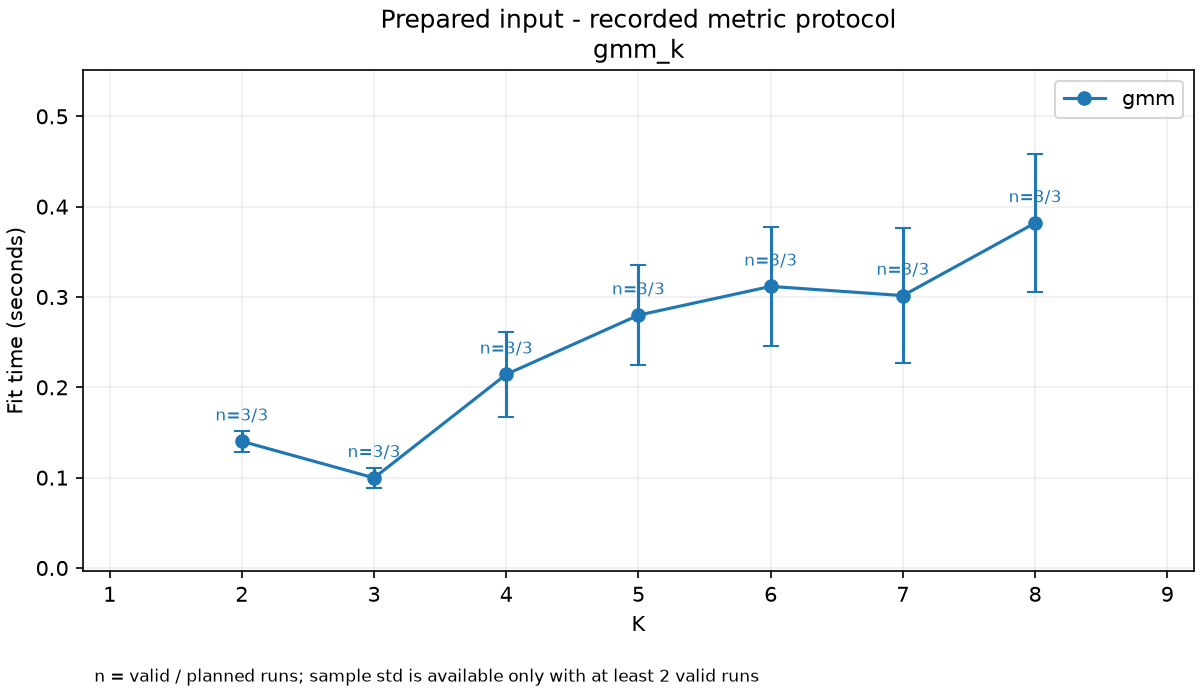 Prepared input - recorded metric protocol
gmm_k
gmm
0.5
0.4
0.3
0.2
0.1
0.0
Fit time (seconds)
n=3/3
n=3/3
n=3/3
n=3/3
n=3/3
n=3/3
n=3/3
1 2 3 4 5 6 7 8 9
K
n = valid / planned runs; sample std is available only with at least 2 valid runs